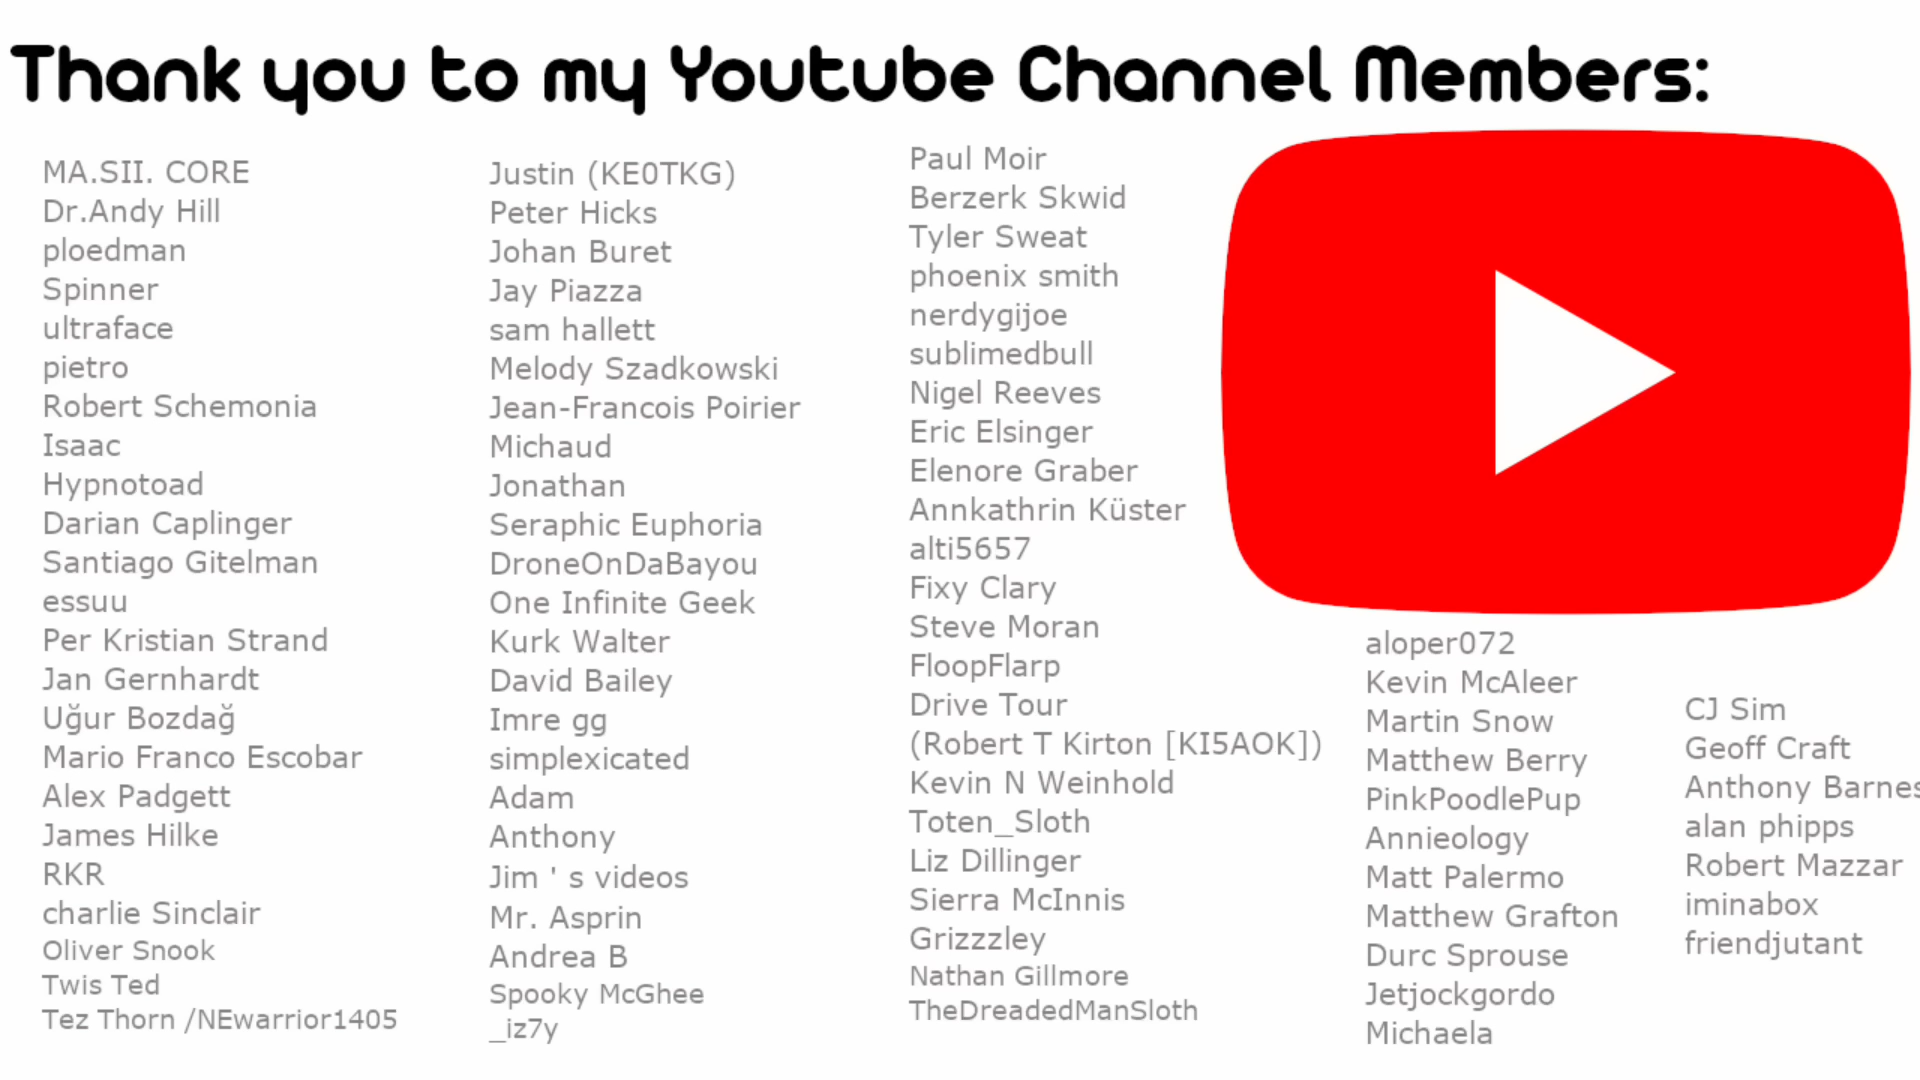 Thank you to my Youtube Channel Members:
MA.SII. CORE
Dr.Andy Hill
ploedman
Spinner
ultraface
pietro
Robert Schemonia
Isaac
Hypnotoad
Darian Caplinger
Santiago Gitelman
essuu
Per Kristian Strand
Jan Gernhardt
Uğur Bozdağ
Mario Franco Escobar
Alex Padgett
James Hilke
RKR
charlie Sinclair
Oliver Snook
Twis Ted
Tez Thorn /NEwarrior1405
Justin (KE0TKG)
Peter Hicks
Johan Buret
Jay Piazza
sam hallett
Melody Szadkowski
Jean-Francois Poirier
Michaud
Jonathan
Seraphic Euphoria
DroneOnDaBayou
One Infinite Geek
Kurk Walter
David Bailey
Imre gg
simplexicated
Adam
Anthony
Jim ' s videos
Mr. Asprin
Andrea B
Spooky McGhee
_iz7y
Paul Moir
Berzerk Skwid
Tyler Sweat
phoenix smith
nerdygijoe
sublimedbull
Nigel Reeves
Eric Elsinger
Elenore Graber
Annkathrin Küster
alti5657
Fixy Clary
Steve Moran
FloopFlarp
Drive Tour
(Robert T Kirton [KI5AOK])
Kevin N Weinhold
Toten_Sloth
Liz Dillinger
Sierra McInnis
Grizzzley
Nathan Gillmore
TheDreadedManSloth
aloper072
Kevin McAleer
Martin Snow
Matthew Berry
PinkPoodlePup
Annieology
Matt Palermo
Matthew Grafton
Durc Sprouse
Jetjockgordo
Michaela
CJ Sim
Geoff Craft
Anthony Barnes
alan phipps
Robert Mazzar
iminabox
friendjutant